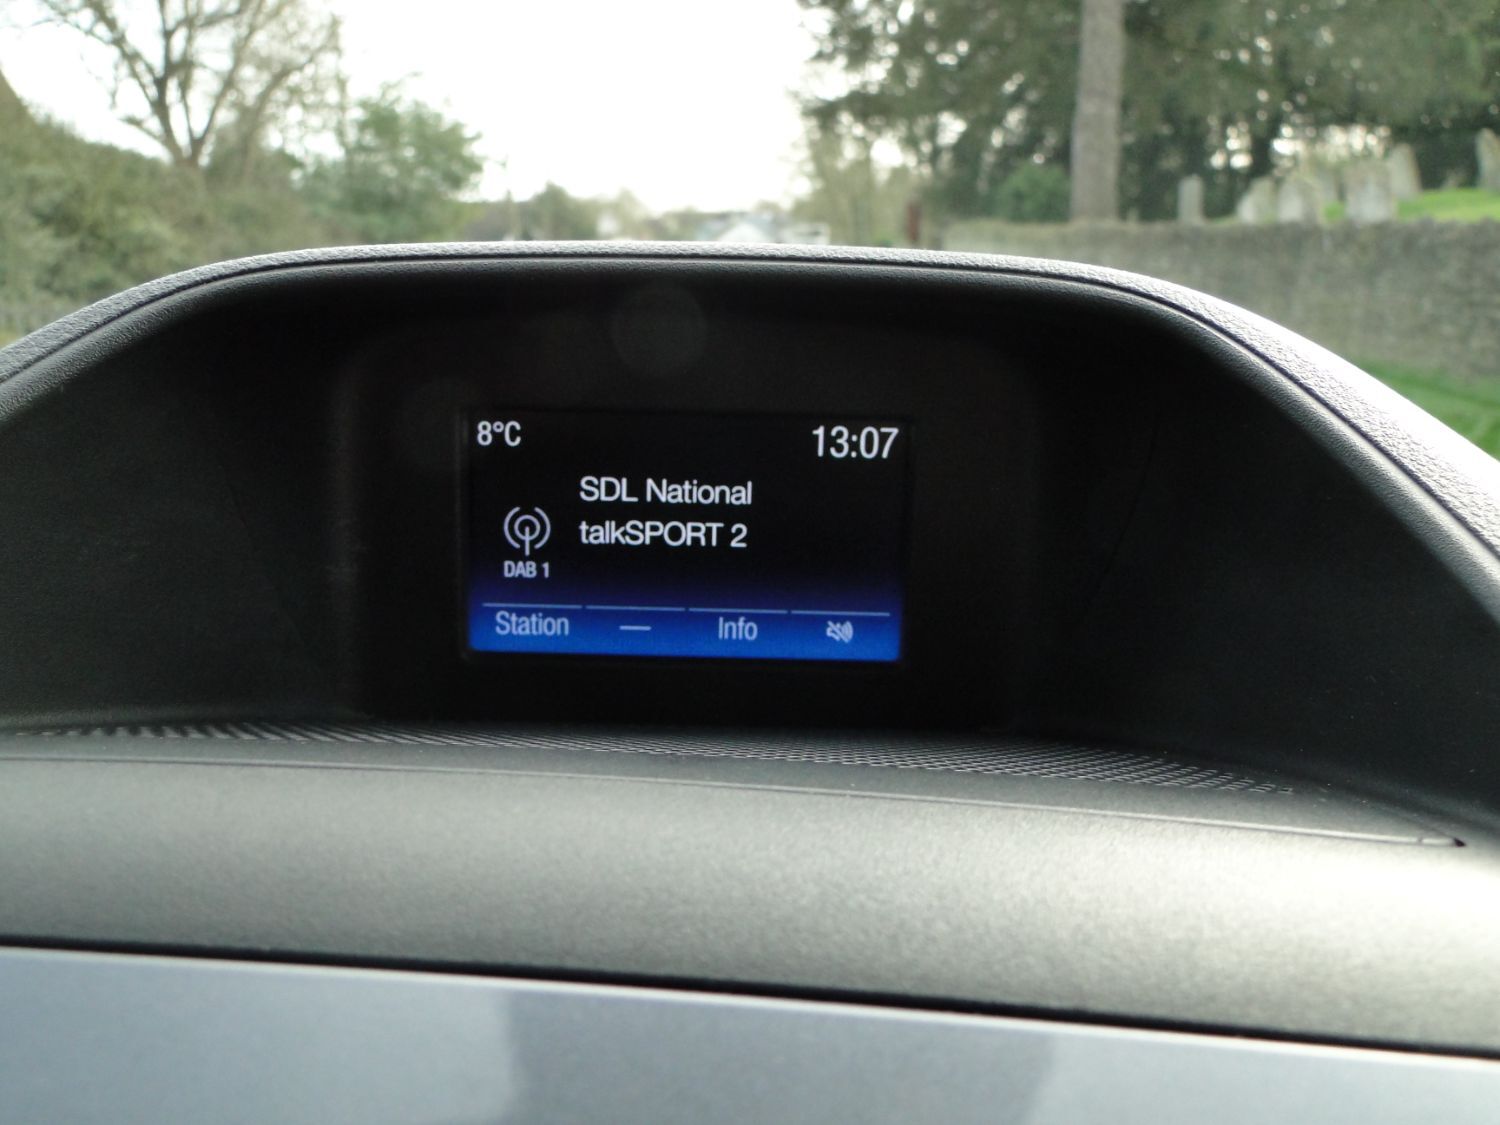 8°C
13:07
SDL National
talkSPORT 2
DAB 1
Station
Info